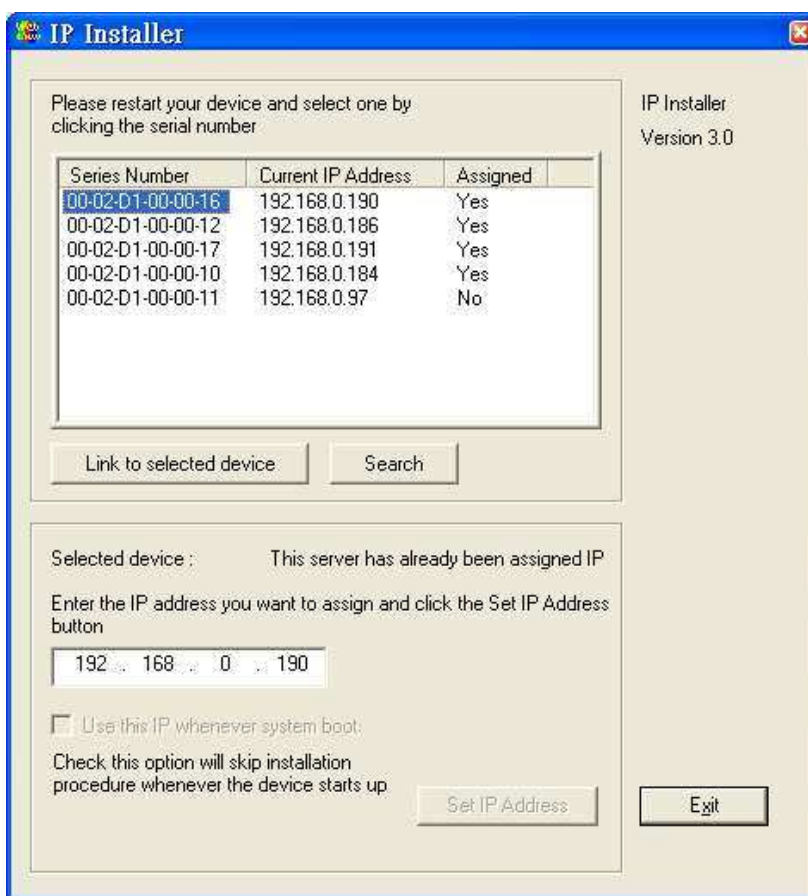 IP Installer
Please restart your device and select one by
clicking the serial number
Series Number Current IP Address Assigned
00-02-D1-00-00-16 192.168.0.190 Yes
00-02-D1-00-00-12 192.168.0.186 Yes
00-02-D1-00-00-17 192.168.0.191 Yes
00-02-D1-00-00-10 192.168.0.184 Yes
00-02-D1-00-00-11 192.168.0.97 No
Link to selected device Search
IP Installer
Version 3.0
Selected device : This server has already been assigned IP
Enter the IP address you want to assign and click the Set IP Address
button
192 . 168 . 0 . 190
Use this IP whenever system boot.
Check this option will skip installation
procedure whenever the device starts up
Set IP Address
Exit